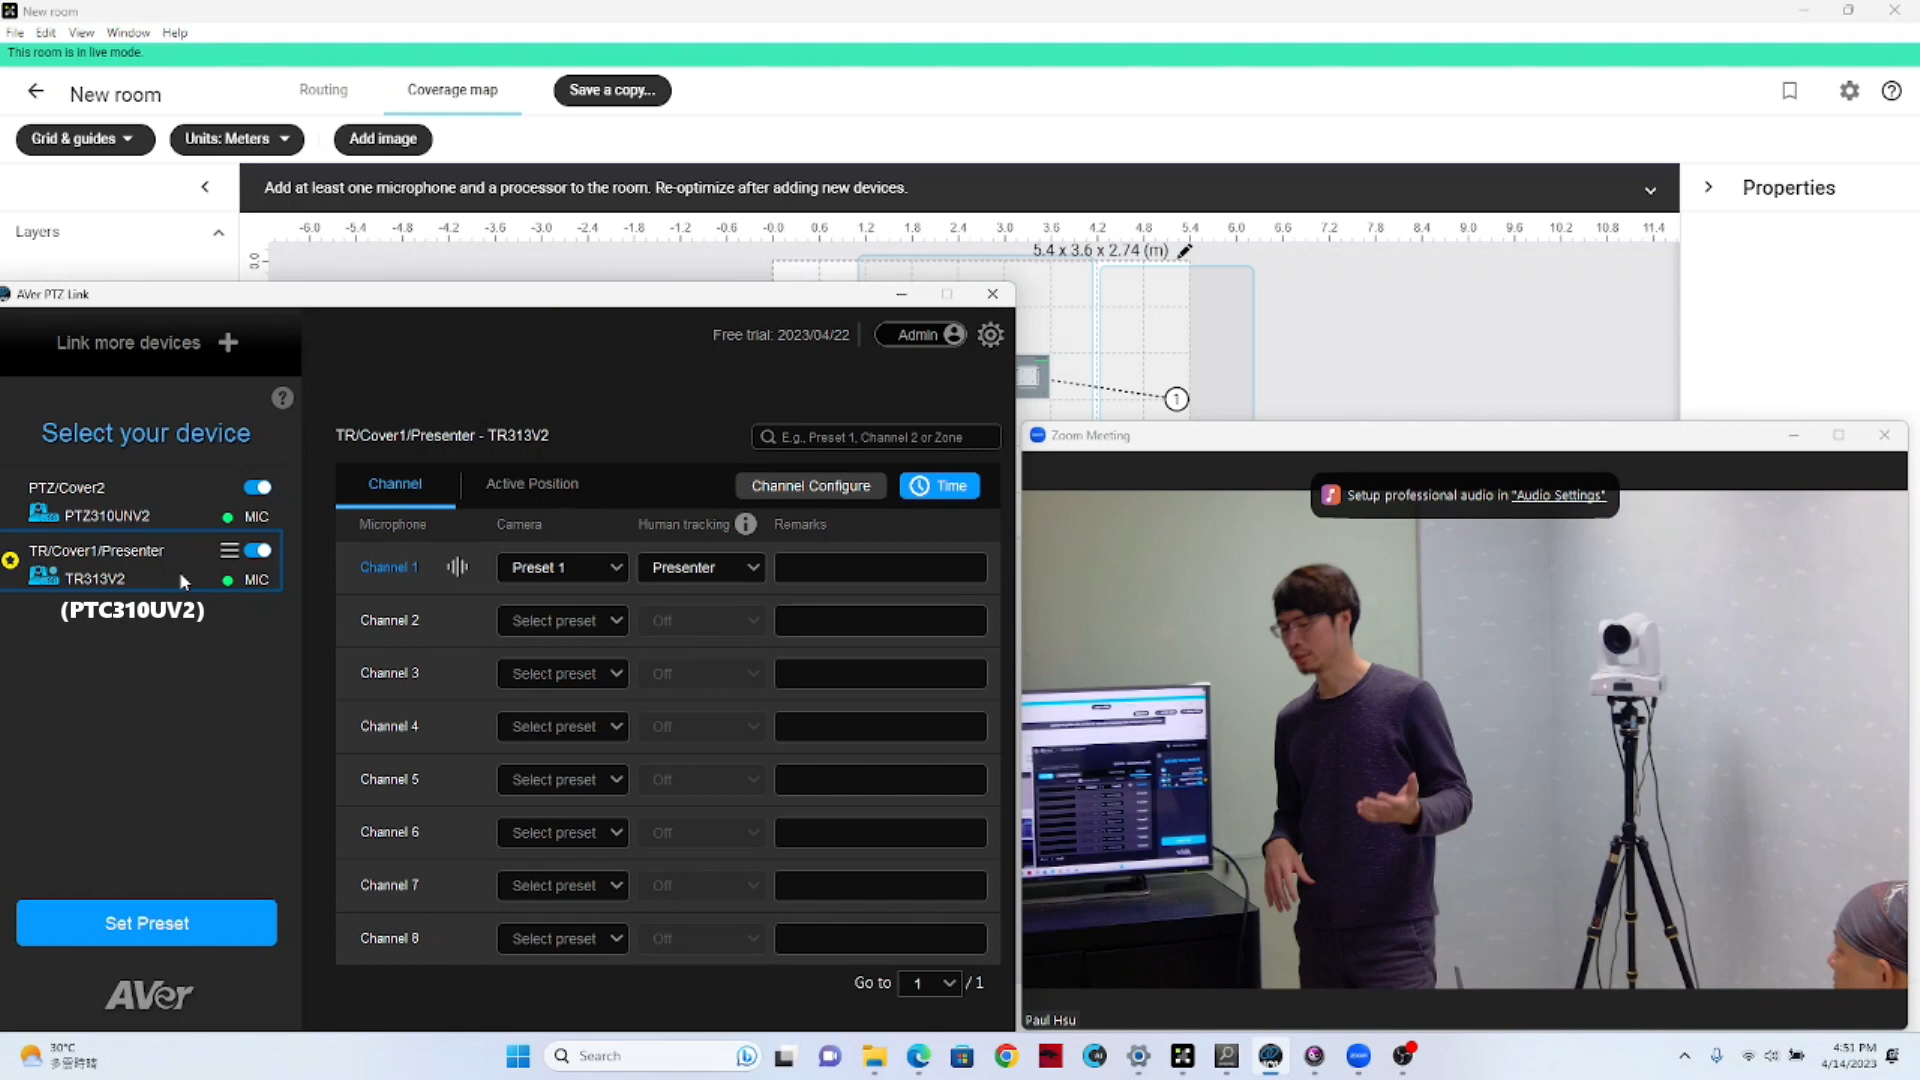 New room
File Edit View Window Help
This room is in live mode.
New room
Routing
Coverage map
Save a copy...
Grid & guides
Units: Meters
Add image
Add at least one microphone and a processor to the room. Re-optimize after adding new devices.
Properties
Layers
-6.0 -5.4 -4.8 -4.2 -3.6 -3.0 -2.4 -1.8 -1.2 -0.6 -0.0 0.6 1.2 1.8 2.4 3.0 3.6 4.2 4.8 5.4 6.0 6.6 7.2 7.8 8.4 9.0 9.6 10.2 10.8 11.4
0.0
5.4 x 3.6 x 2.74 (m)
1
AVer PTZ Link
Link more devices +
Free trial: 2023/04/22
Admin
?
Select your device
PTZ/Cover2
PTZ310UNV2
MIC
TR/Cover1/Presenter
TR313V2
MIC
(PTC310UV2)
Set Preset
AVer
TR/Cover1/Presenter - TR313V2
E.g., Preset 1, Channel 2 or Zone
Channel
Active Position
Channel Configure
Time
Microphone Camera Human tracking Remarks
Channel 1 Preset 1 Presenter
Channel 2 Select preset Off
Channel 3 Select preset Off
Channel 4 Select preset Off
Channel 5 Select preset Off
Channel 6 Select preset Off
Channel 7 Select preset Off
Channel 8 Select preset Off
Go to 1 / 1
Zoom Meeting
Setup professional audio in "Audio Settings"
Paul Hsu
30°C
多雲時晴
Search
4:51 PM
4/14/2023